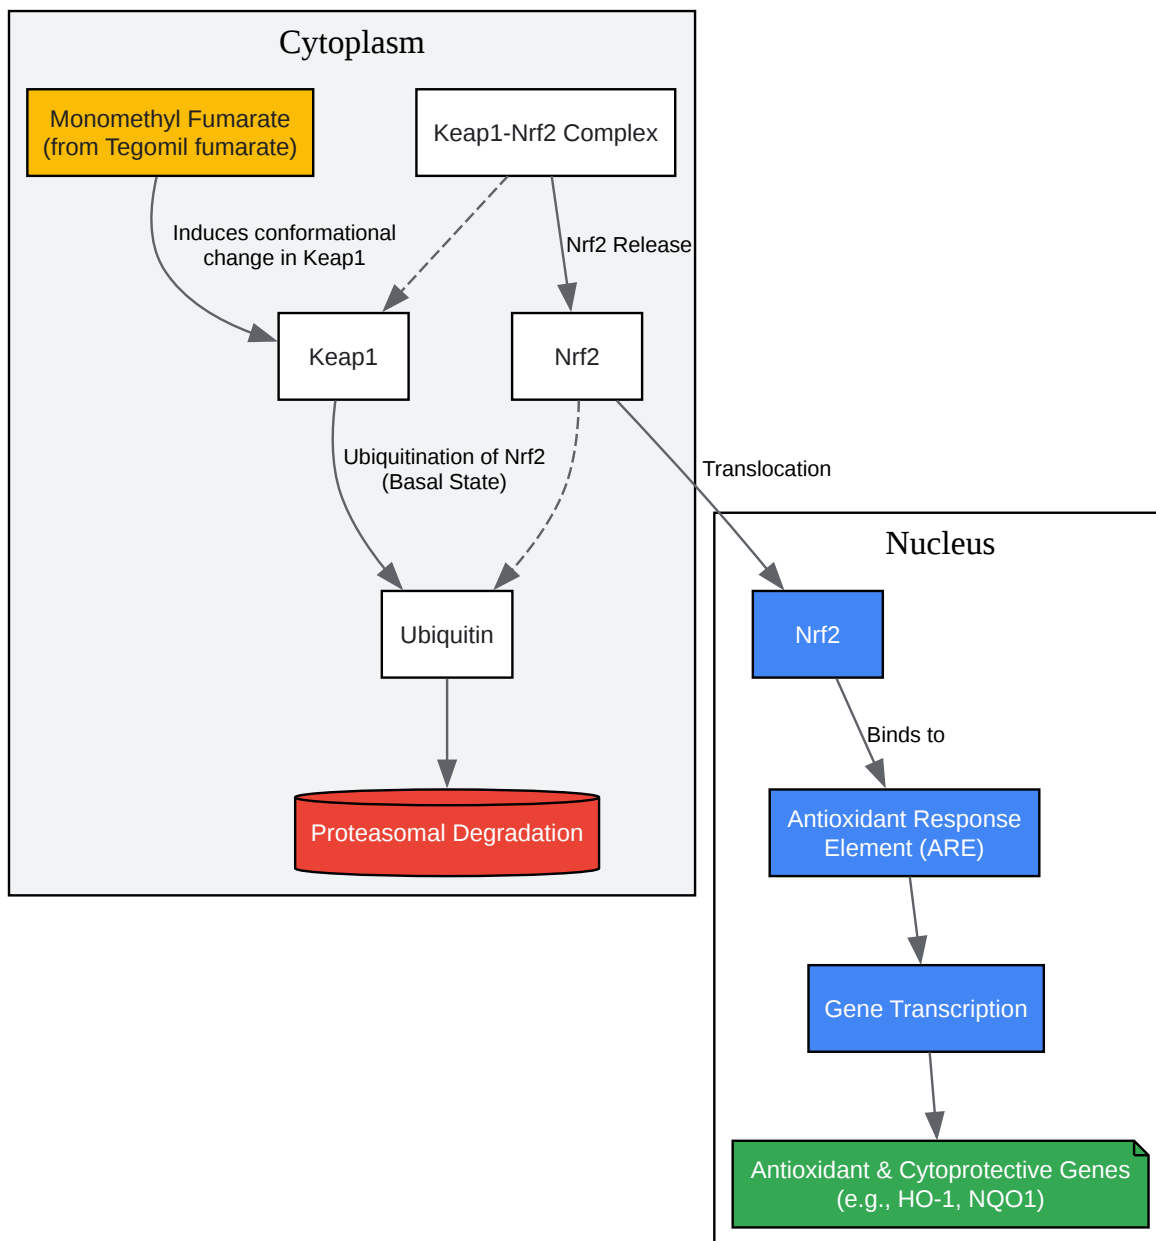 Cytoplasm
Monomethyl Fumarate
(from Tegomil fumarate)
Keap1-Nrf2 Complex
Induces conformational
change in Keap1
Nrf2 Release
Keap1
Nrf2
Ubiquitination of Nrf2
(Basal State)
Translocation
Nucleus
Ubiquitin
Nrf2
Binds to
Proteasomal Degradation
Antioxidant Response
Element (ARE)
Gene Transcription
Antioxidant & Cytoprotective Genes
(e.g., HO-1, NQO1)